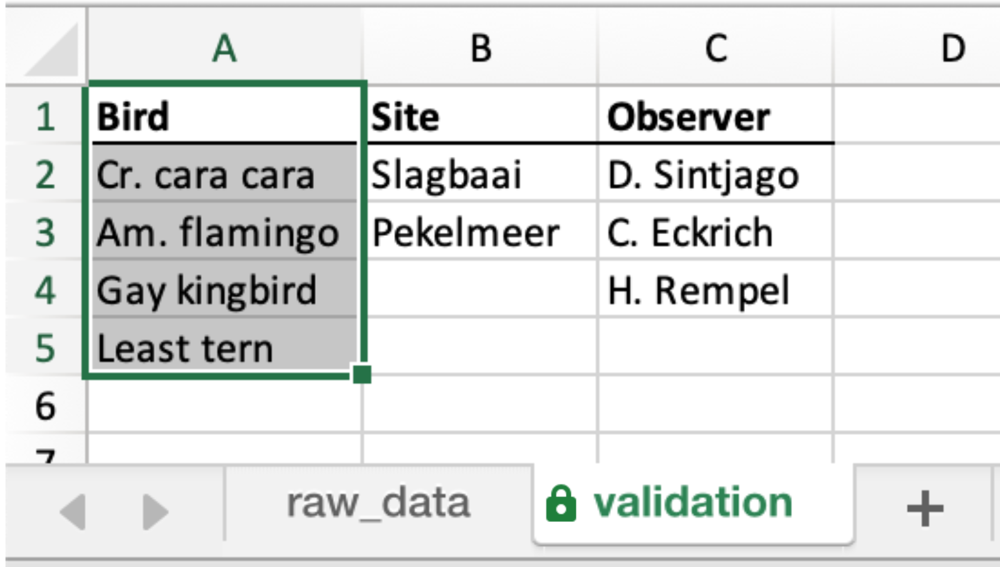 A B C D
1 Bird Site Observer
2 Cr. cara cara Slagbaai D. Sintjago
3 Am. flamingo Pekelmeer C. Eckrich
4 Gay kingbird H. Rempel
5 Least tern
6
7
raw_data validation +